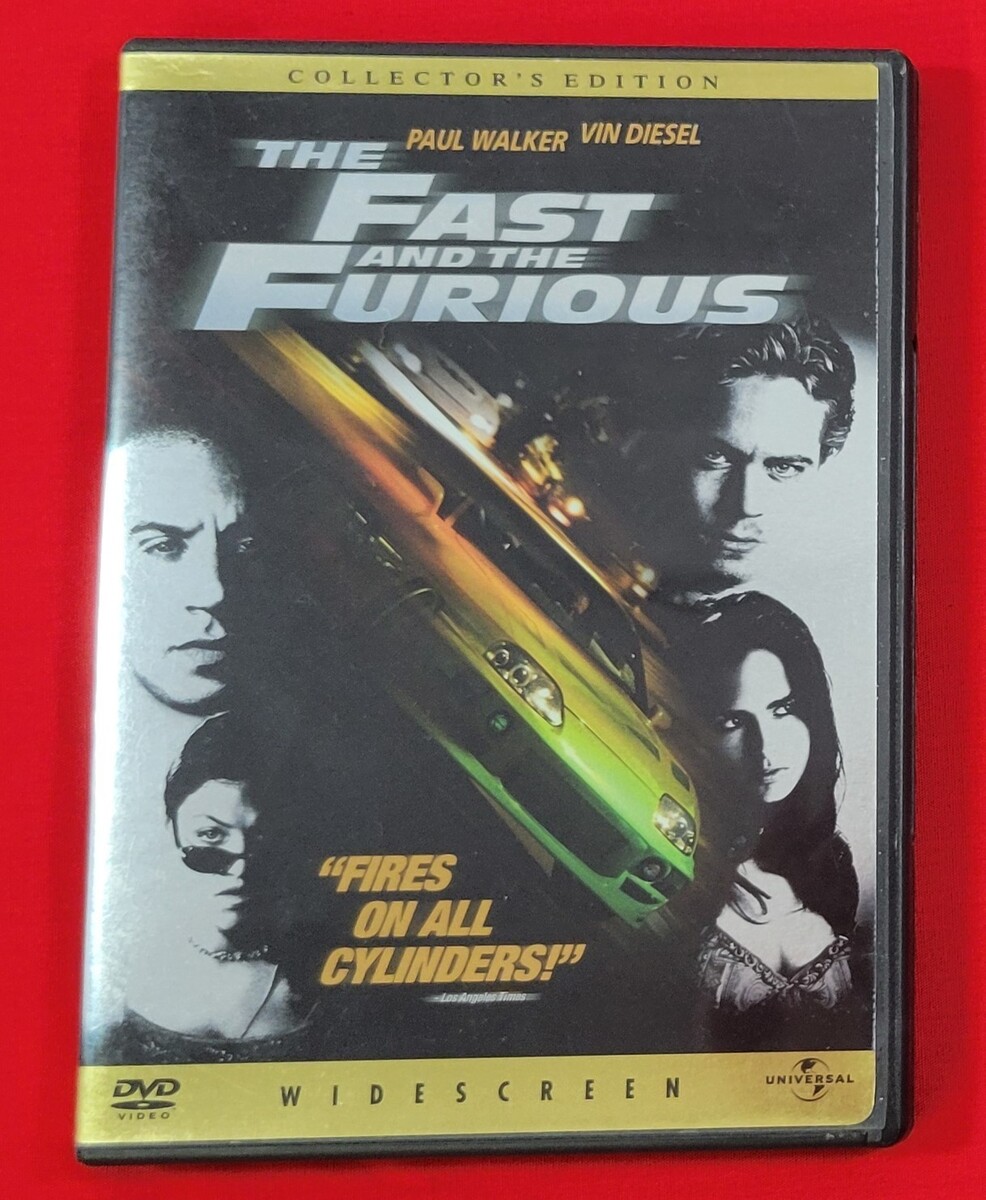 COLLECTOR'S EDITION
PAUL WALKER VIN DIESEL
THE
FAST
AND THE
FURIOUS
"FIRES
ON ALL
CYLINDERS!"
- Los Angeles Times
DVD
VIDEO
WIDESCREEN
UNIVERSAL